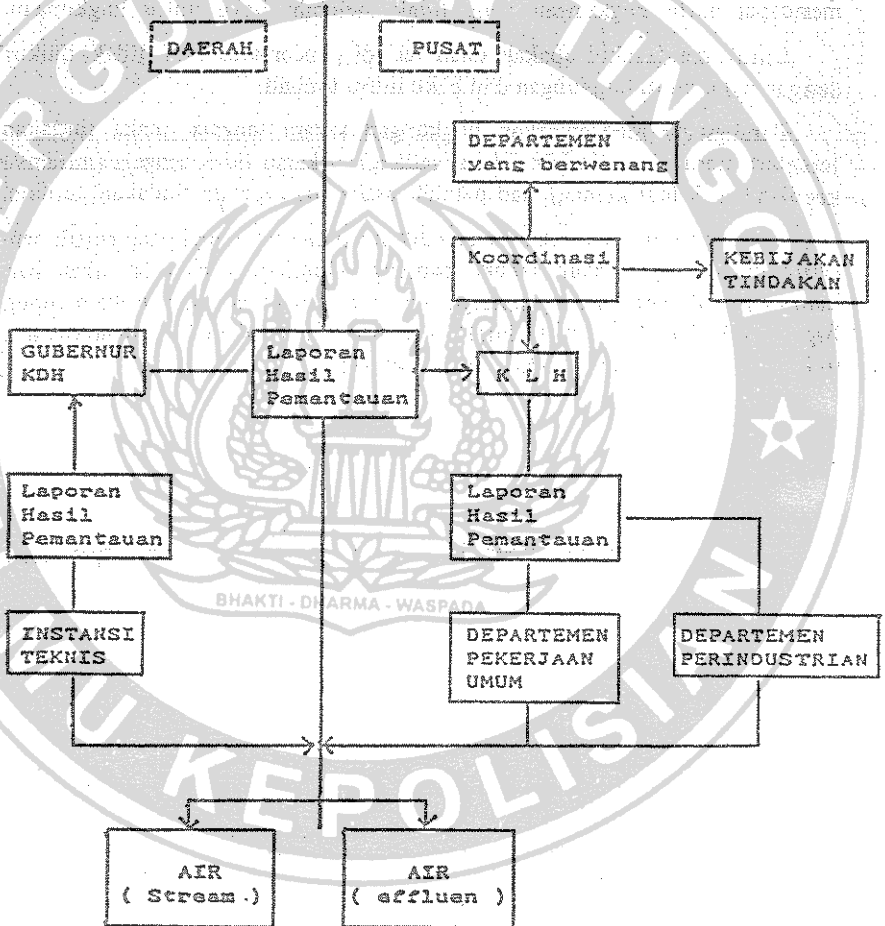 DAERAH
PUSAT
DEPARTEMEN
yang berwenang
Koordinasi
KEBIJAKAN
TINDAKAN
GUBERNUR
KDH
Laporan
Hasil
Pemantauan
K L H
Laporan
Hasil
Pemantauan
Laporan
Hasil
Pemantauan
BHAKTI - DHARMA - WASPADA
INSTANSI
TEKNIS
DEPARTEMEN
PEKERJAAN
UMUM
DEPARTEMEN
PERINDUSTRIAN
KEPOLISIAN
AIR
( Stream )
AIR
( effluen )